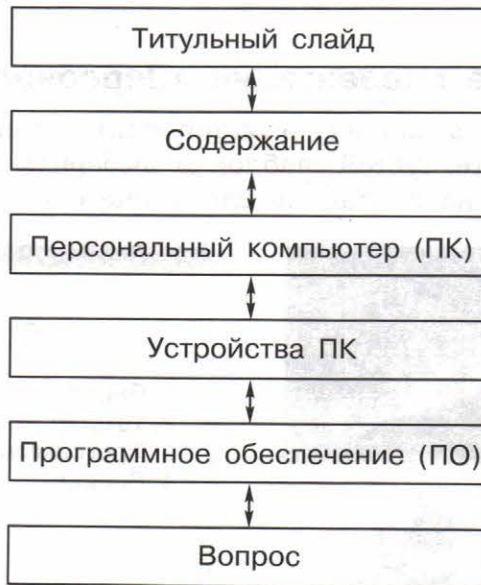 Титульный слайд
Содержание
Персональный компьютер (ПК)
Устройства ПК
Программное обеспечение (ПО)
Вопрос